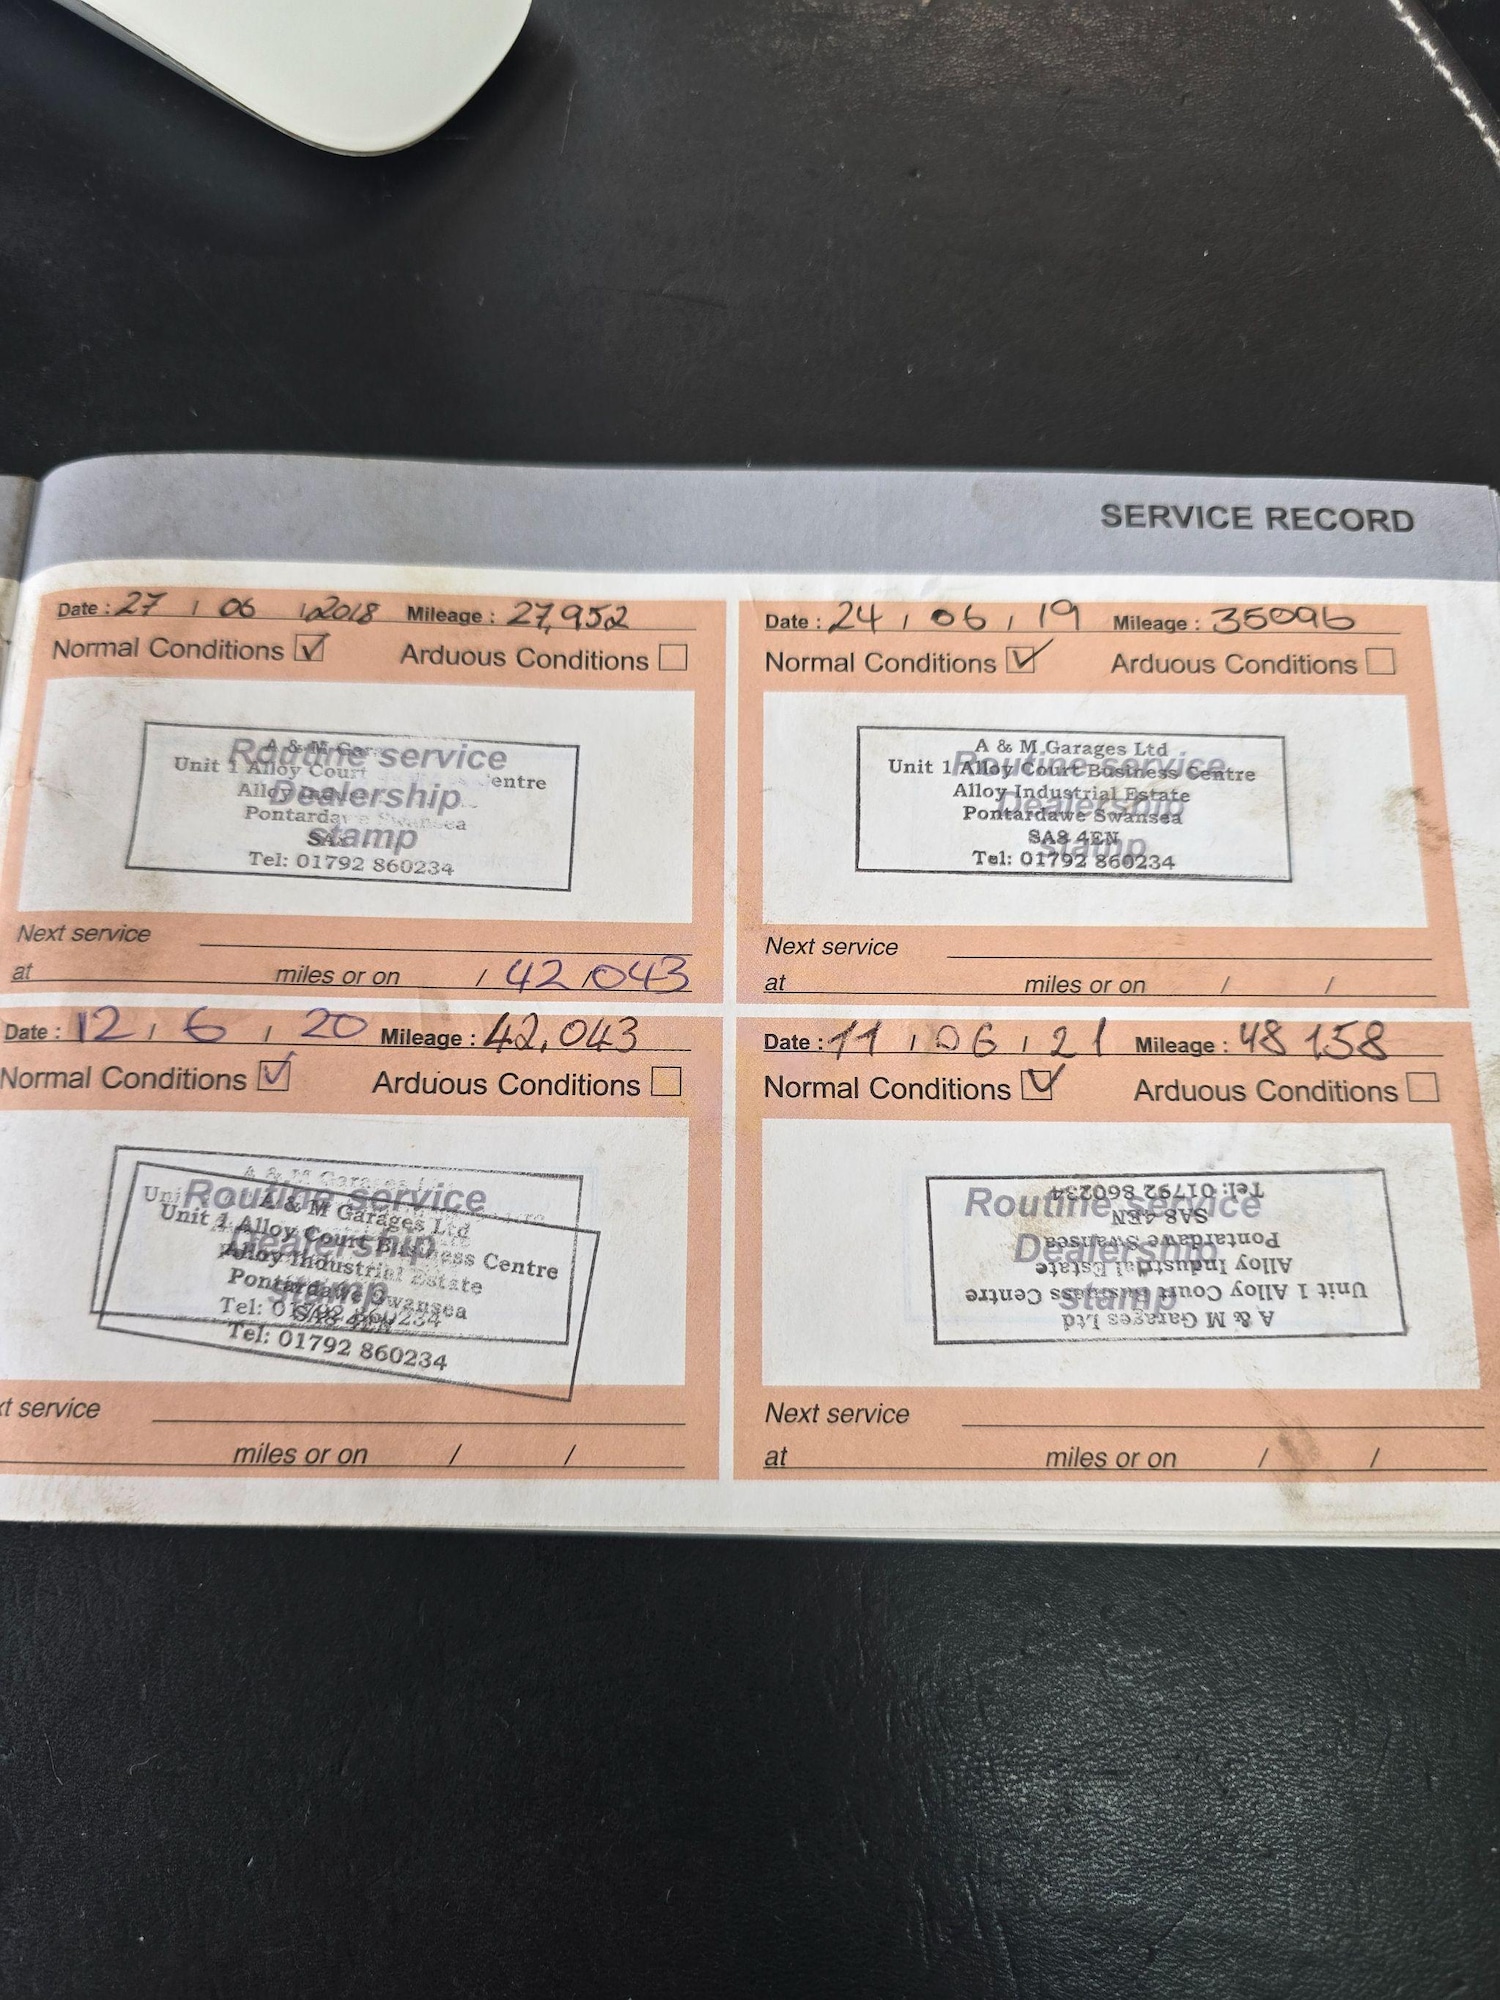 SERVICE RECORD
Date : 27 / 06 / 2018 Mileage : 27,952
Normal Conditions Arduous Conditions
Routine service
Dealership
stamp
A & M
Unit 1 Alloy Court
Tel: 01792 860234
Next service
at miles or on / 42,043
Date : 24 / 06 / 19 Mileage : 35096
Normal Conditions Arduous Conditions
Routine service
Dealership
stamp
A & M Garages Ltd
Unit 1 Alloy Court Business Centre
Alloy Industrial Estate
Pontardawe Swansea
SA8 4EN
Tel: 01792 860234
Next service
at miles or on / /
Date : 12 / 6 / 20 Mileage : 42,043
Normal Conditions Arduous Conditions
Routine service
Dealership
stamp
A & M Garages Ltd
Unit 1 Alloy Court Business Centre
Alloy Industrial Estate
Pontardawe Swansea
SA8 4EN
Tel: 01792 860234
service
miles or on / /
Date : 11 / 06 / 21 Mileage : 48158
Normal Conditions Arduous Conditions
Routine service
Dealership
stamp
A & M Garages Ltd
Unit 1 Alloy Court Business Centre
Alloy Industrial Estate
Pontardawe Swansea
SA8 4EN
Tel: 01792 860234
Next service
at miles or on / /